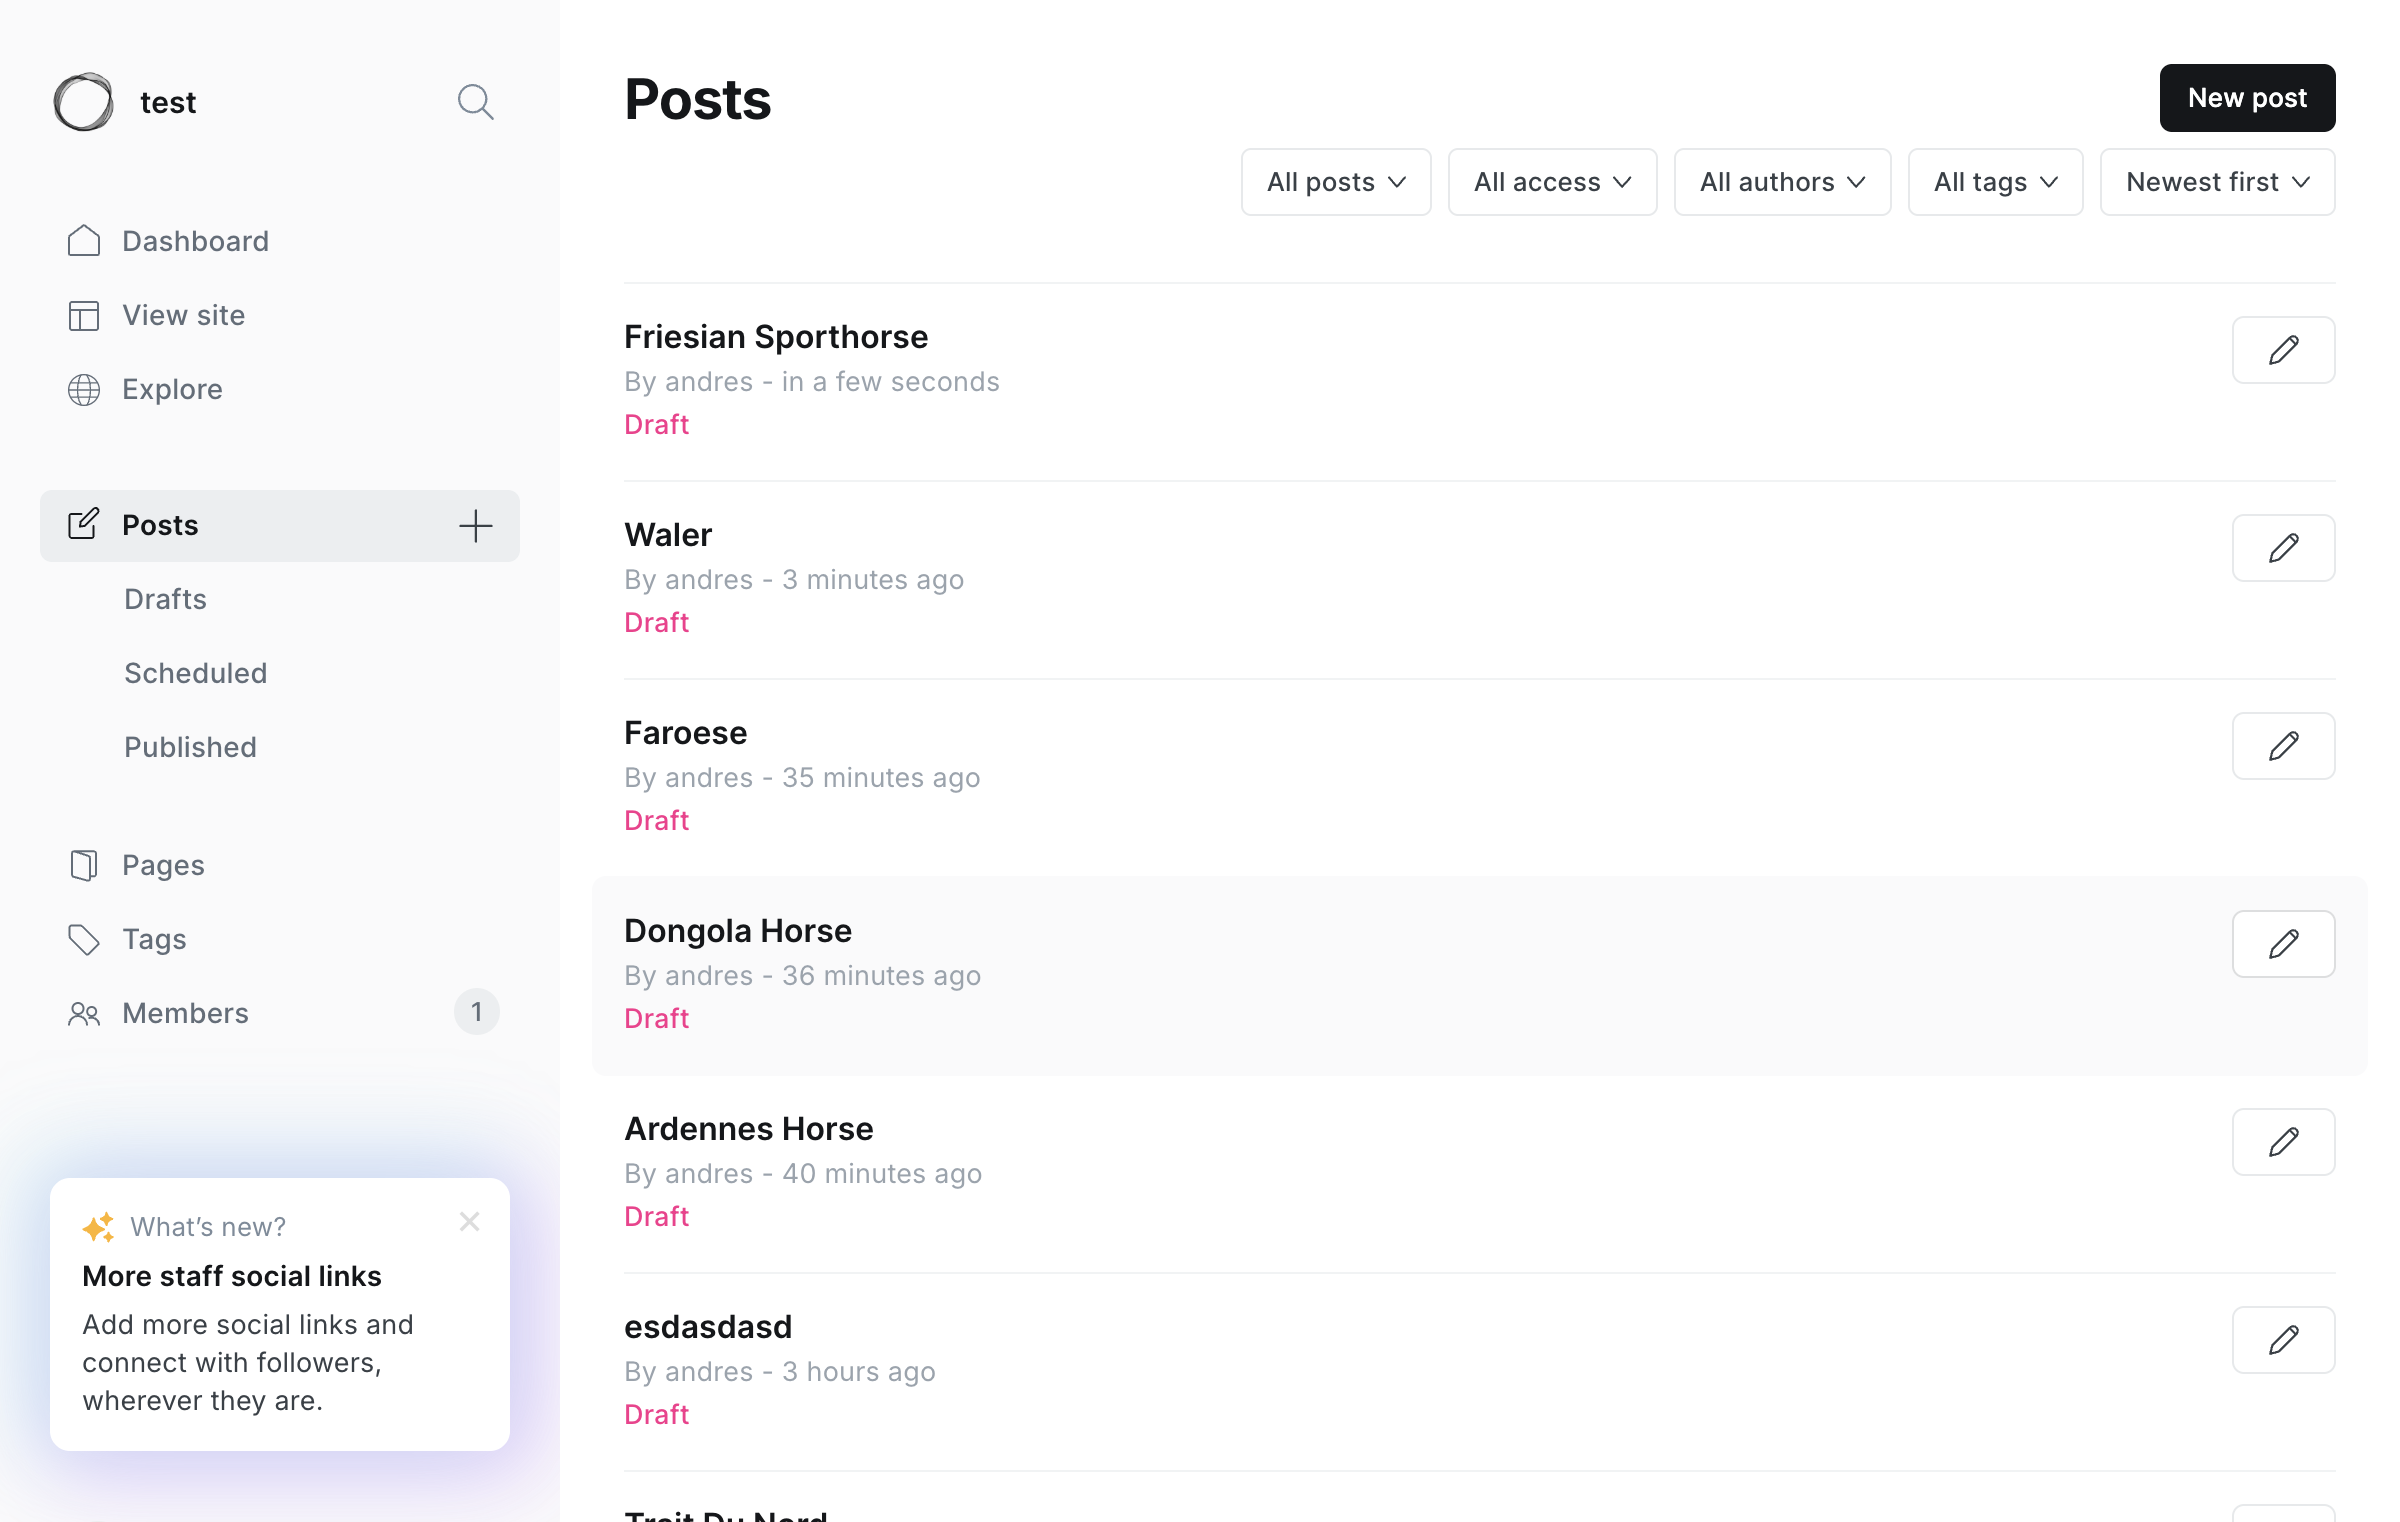 test
Dashboard
View site
Explore
Posts
Drafts
Scheduled
Published
Pages
Tags
Members 1
What’s new?
More staff social links
Add more social links and
connect with followers,
wherever they are.
Posts
New post
All posts All access All authors All tags Newest first
Friesian Sporthorse
By andres - in a few seconds
Draft
Waler
By andres - 3 minutes ago
Draft
Faroese
By andres - 35 minutes ago
Draft
Dongola Horse
By andres - 36 minutes ago
Draft
Ardennes Horse
By andres - 40 minutes ago
Draft
esdasdasd
By andres - 3 hours ago
Draft
Trait Du Nord